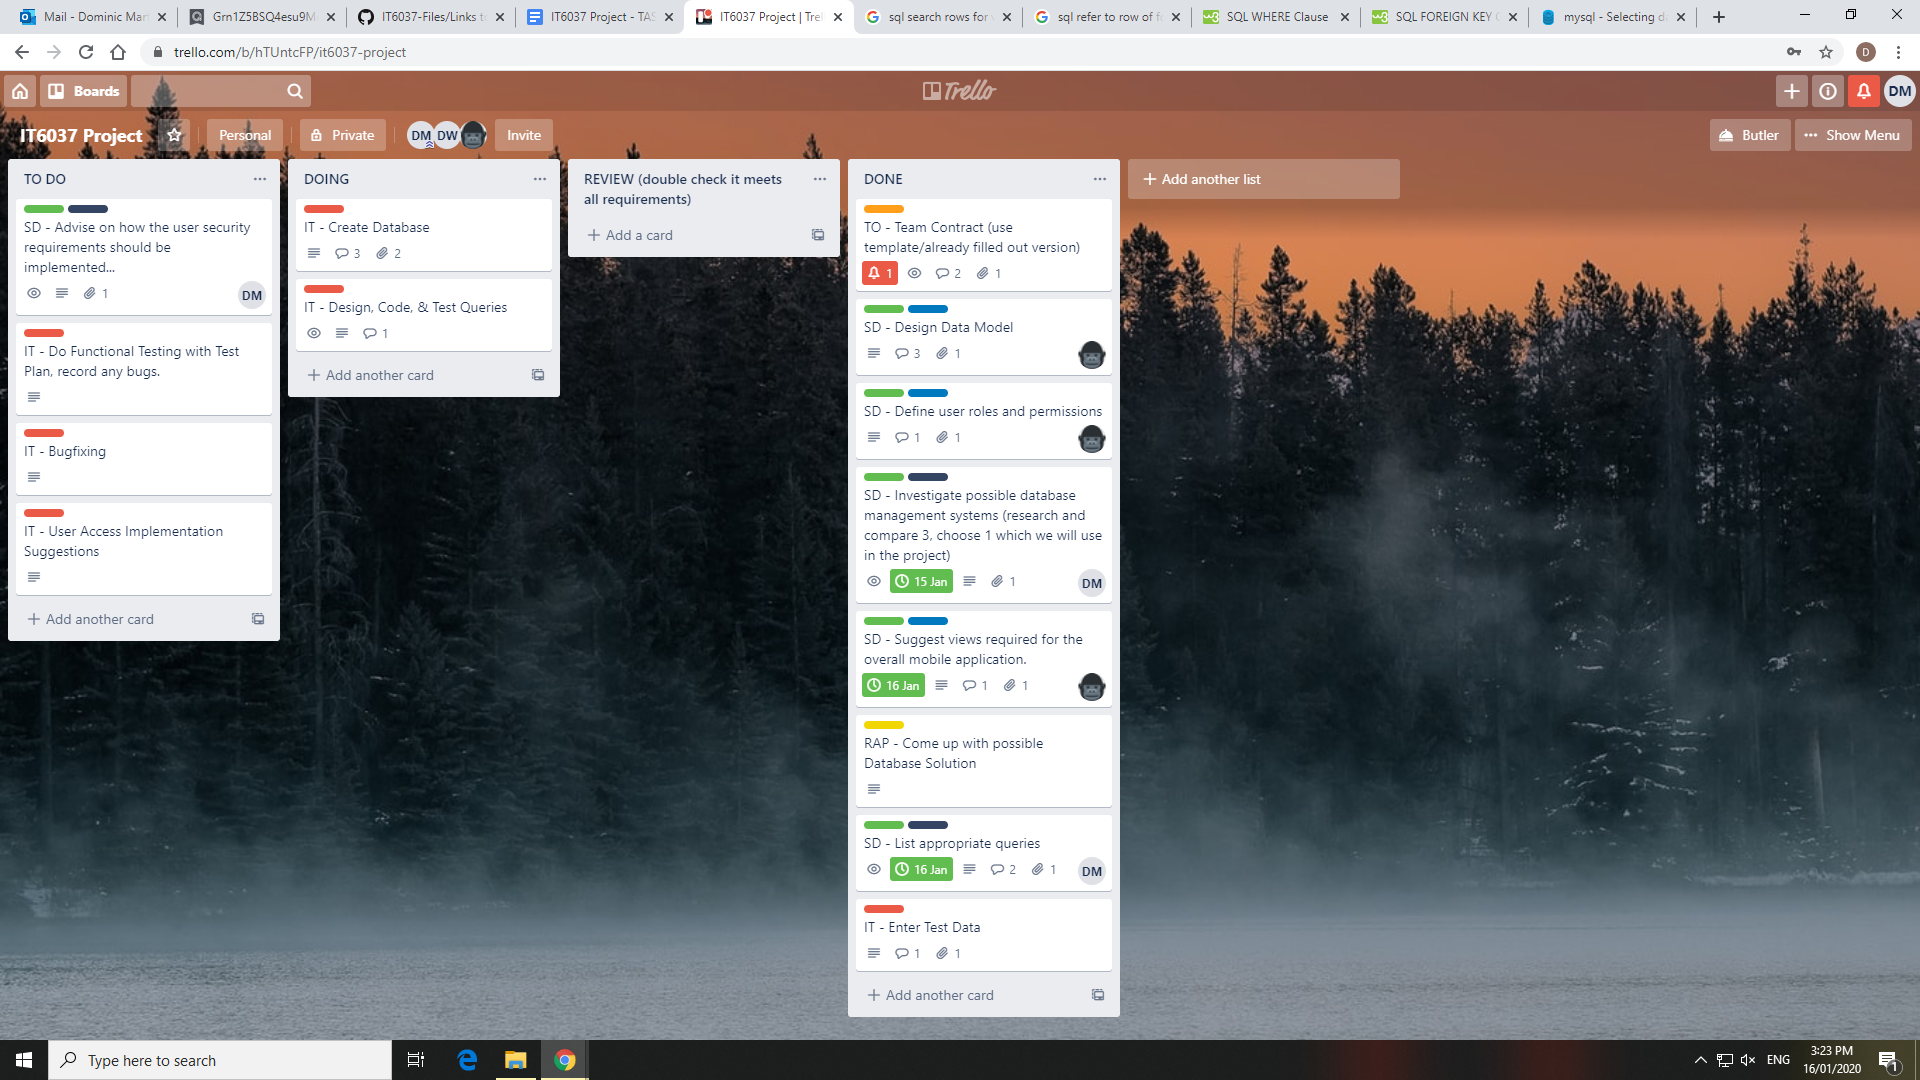 Mail - Dominic Mar
Grn1Z5BSQ4esu9M
IT6037-Files/Links to
IT6037 Project - TAS
IT6037 Project | Trel
sql search rows for
sql refer to row of fa
SQL WHERE Clause
SQL FOREIGN KEY
mysql - Selecting da
trello.com/b/hTUntcFP/it6037-project
D
Boards
Trello
DM
IT6037 Project
Personal
Private
DM DW
Invite
Butler
Show Menu
TO DO
SD - Advise on how the user security
requirements should be
implemented...
1
DM
IT - Do Functional Testing with Test
Plan, record any bugs.
IT - Bugfixing
IT - User Access Implementation
Suggestions
Add another card
DOING
IT - Create Database
3 2
IT - Design, Code, & Test Queries
1
Add another card
REVIEW (double check it meets
all requirements)
Add a card
DONE
TO - Team Contract (use
template/already filled out version)
1 2 1
SD - Design Data Model
3 1
SD - Define user roles and permissions
1 1
SD - Investigate possible database
management systems (research and
compare 3, choose 1 which we will use
in the project)
15 Jan 1
DM
SD - Suggest views required for the
overall mobile application.
16 Jan 1 1
RAP - Come up with possible
Database Solution
SD - List appropriate queries
16 Jan 2 1
DM
IT - Enter Test Data
1 1
Add another card
Add another list
Type here to search
ENG
3:23 PM
16/01/2020
1